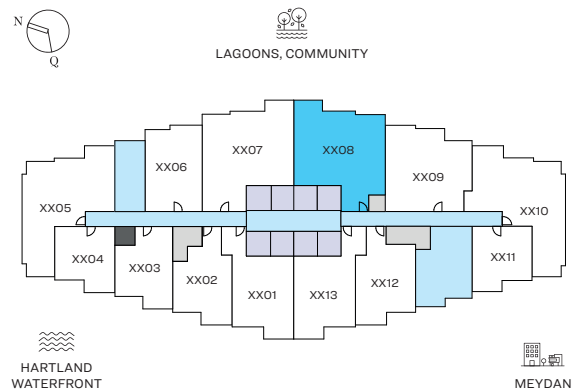 N
Q
LAGOONS, COMMUNITY
XX07
XX08
XX06
XX09
XX05
XX10
XX04
XX03
XX02
XX01
XX13
XX12
XX11
HARTLAND
WATERFRONT
MEYDAN